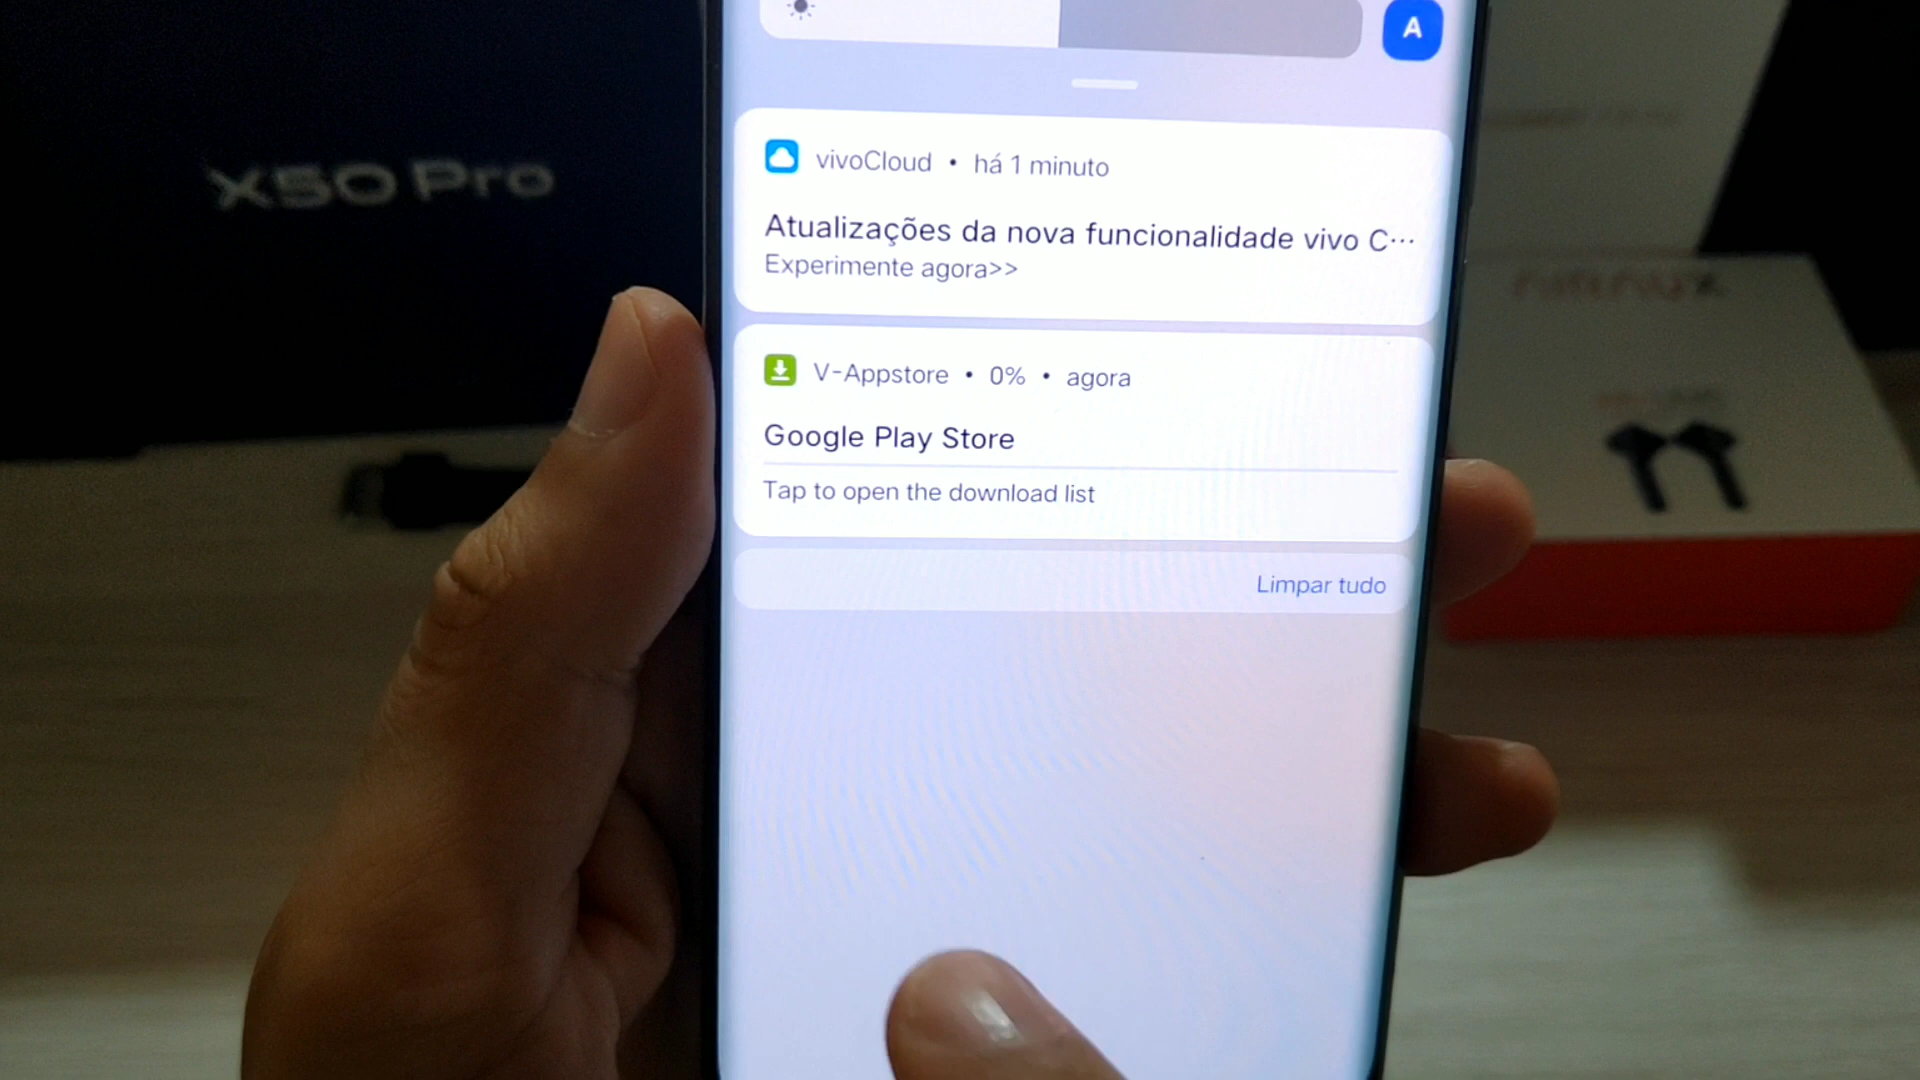 A
vivoCloud • há 1 minuto
Atualizações da nova funcionalidade vivo C...
Experimente agora>>
V-Appstore • 0% • agora
Google Play Store
Tap to open the download list
Limpar tudo
X50 Pro